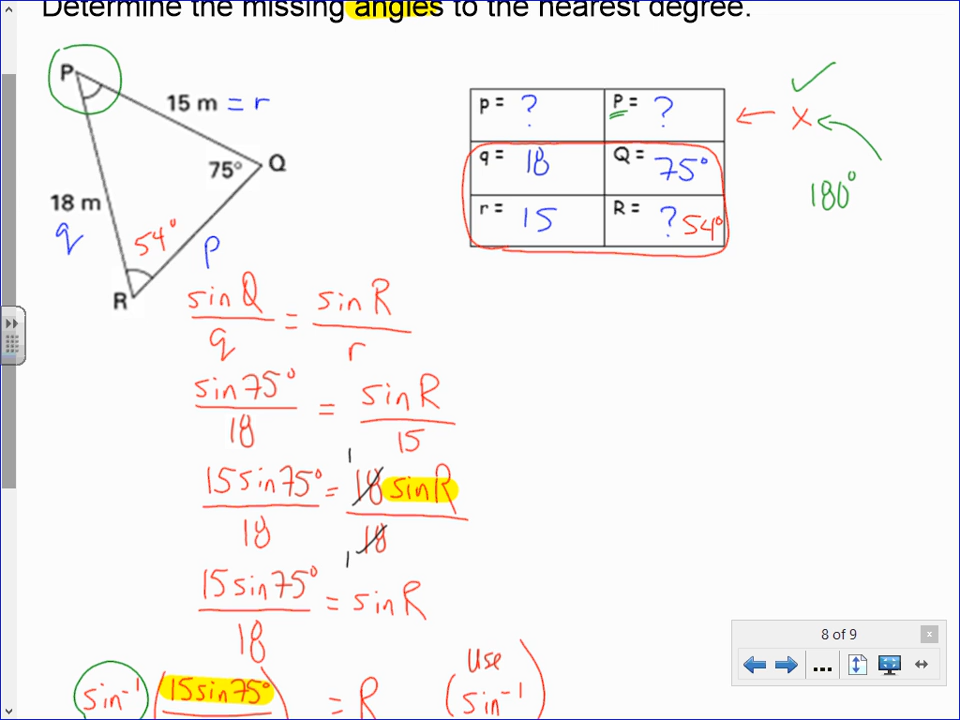 Determine the missing angles to the nearest degree.
P
15 m = r
75° Q
18 m
q
54°
p
R
p = ? P = ?
q = 18 Q = 75°
r = 15 R = ? 54°
← x
180°
sin Q / q = sin R / r
sin 75° / 18 = sin R / 15
15 sin 75° / 18 = 18 sin R / 18
1
1
15 sin 75° / 18 = sin R
sin⁻¹ (15 sin 75°) = R
use
(sin⁻¹)
8 of 9